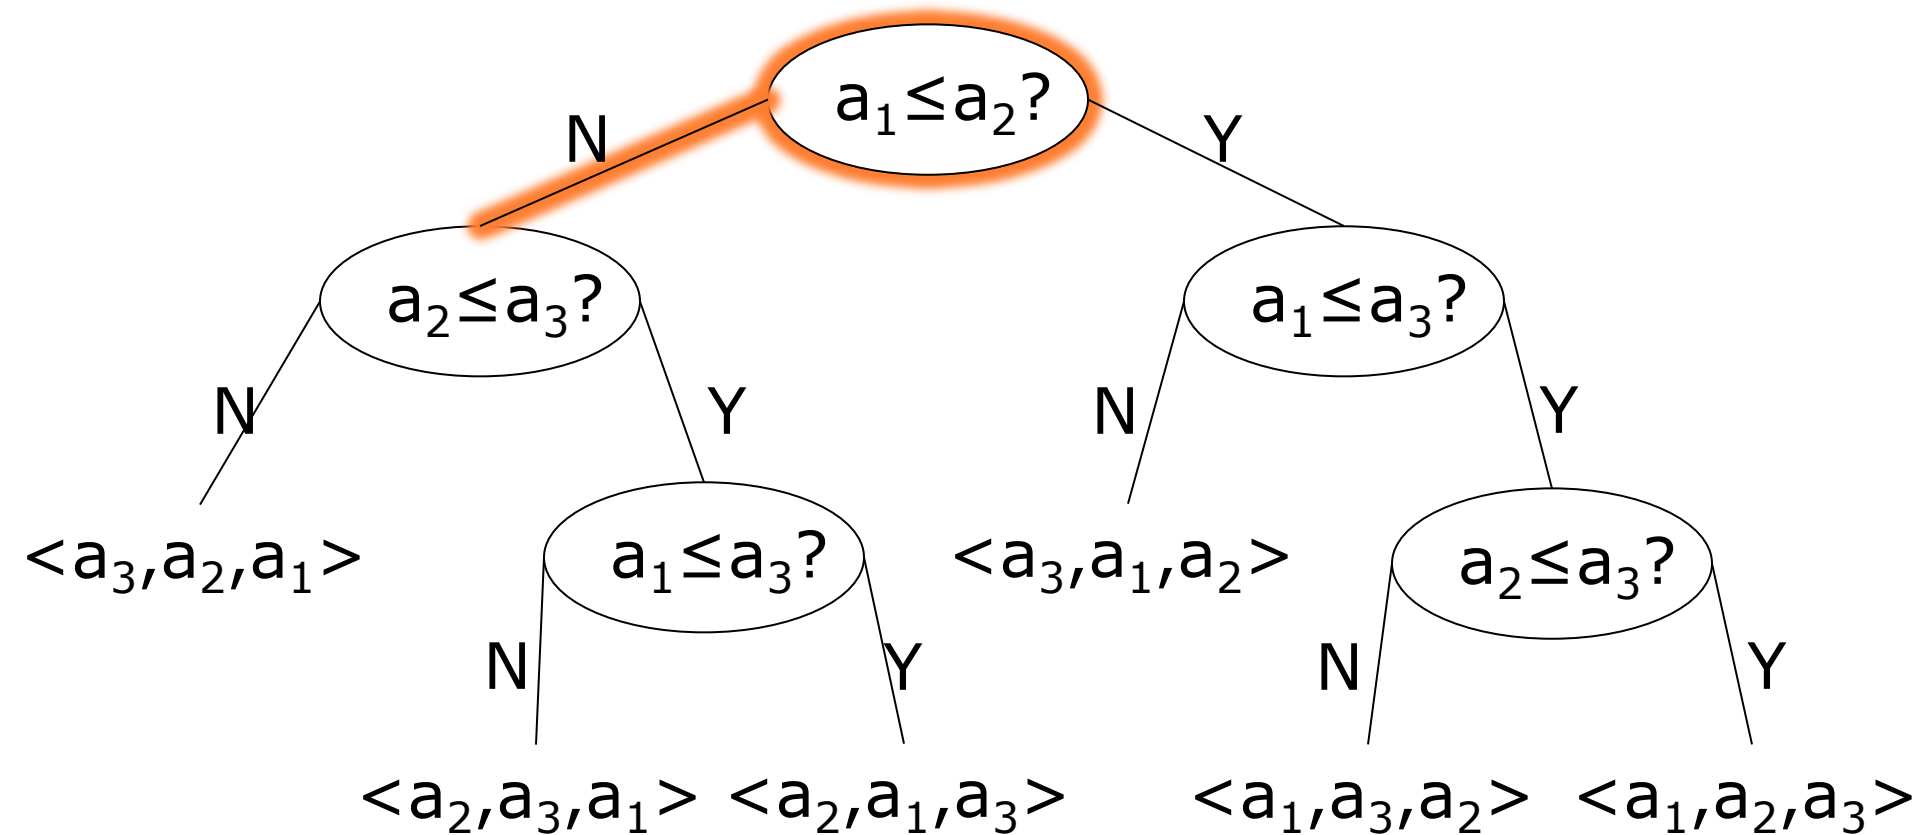 a₁≤a₂?
N
Y
a₂≤a₃?
a₁≤a₃?
N
Y
N
Y
<a₃,a₂,a₁>
a₁≤a₃?
<a₃,a₁,a₂>
a₂≤a₃?
N
Y
N
Y
<a₂,a₃,a₁>
<a₂,a₁,a₃>
<a₁,a₃,a₂>
<a₁,a₂,a₃>